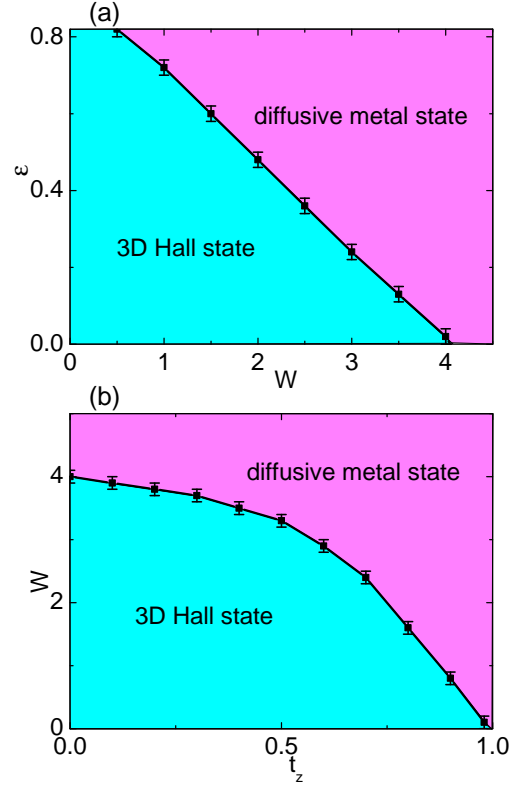 (a)
0.8
diffusive metal state
ε
0.4
3D Hall state
0.0
0 1 2 3 4
W
(b)
4
diffusive metal state
W
2
3D Hall state
0
0.0 0.5 1.0
t_z